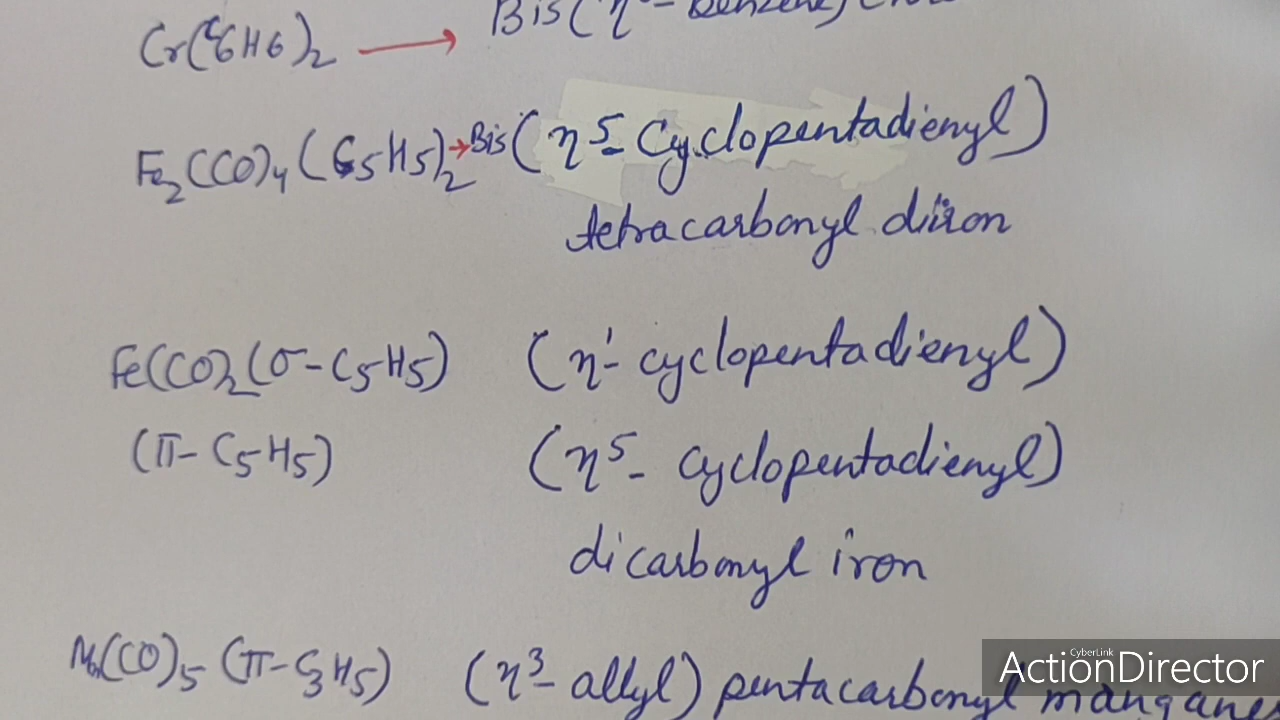 Cr(C6H6)2 → Bis(η
Fe2(CO)4(C5H5)2 → Bis(η5-Cyclopentadienyl)
tetracarbonyl diiron
Fe(CO)2(σ-C5H5) (η1-cyclopentadienyl)
(π-C5H5) (η5-cyclopentadienyl)
dicarbonyl iron
Mn(CO)5(π-C3H5) (η3-allyl) pentacarbonyl
CyberLink
ActionDirector